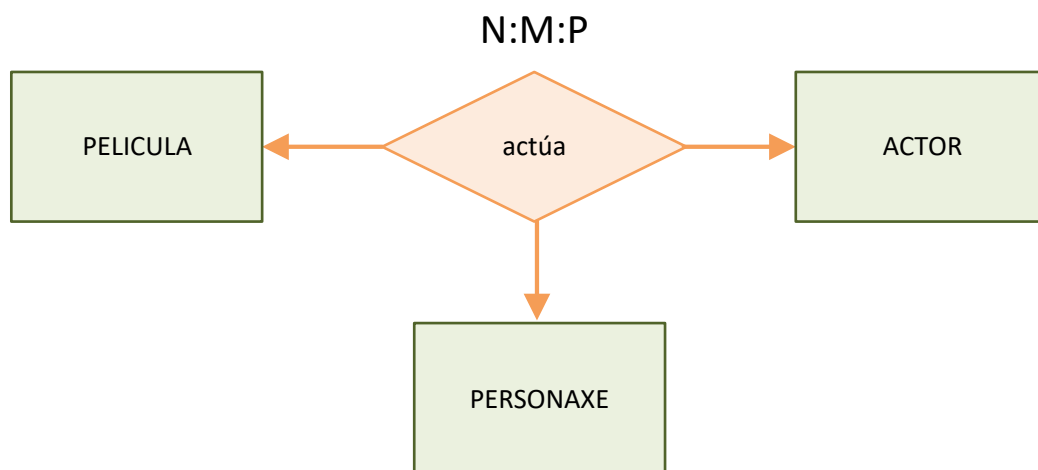 N:M:P
PELICULA
actúa
ACTOR
PERSONAXE